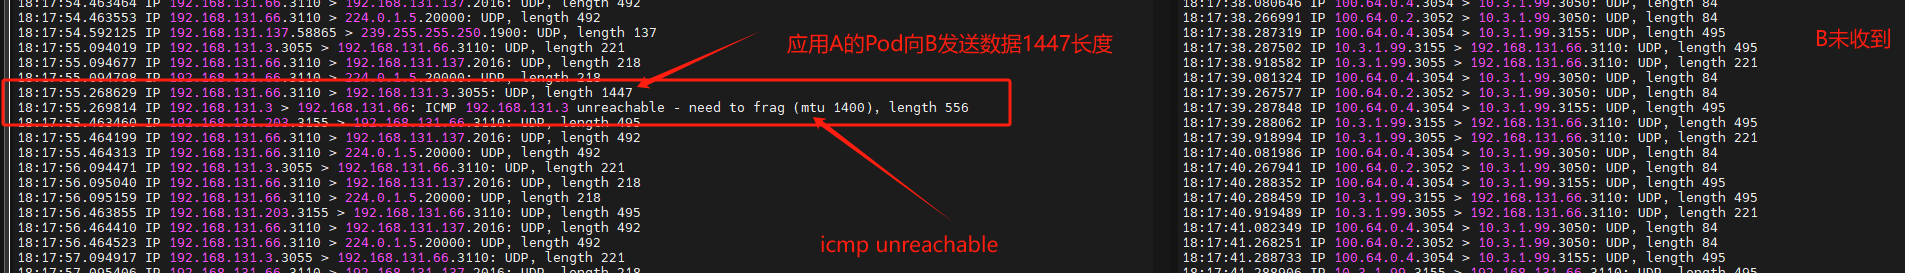 18:17:54.463464 IP 192.168.131.66.3110 > 192.168.131.137.2016: UDP, length 492
18:17:54.463553 IP 192.168.131.66.3110 > 224.0.1.5.20000: UDP, length 492
18:17:54.592125 IP 192.168.131.137.58865 > 239.255.255.250.1900: UDP, length 137
18:17:55.094019 IP 192.168.131.3.3055 > 192.168.131.66.3110: UDP, length 221
18:17:55.094677 IP 192.168.131.66.3110 > 192.168.131.137.2016: UDP, length 218
18:17:55.094798 IP 192.168.131.66.3110 > 224.0.1.5.20000: UDP, length 218
18:17:55.268629 IP 192.168.131.66.3110 > 192.168.131.3.3055: UDP, length 1447
18:17:55.269814 IP 192.168.131.3 > 192.168.131.66: ICMP 192.168.131.3 unreachable - need to frag (mtu 1400), length 556
18:17:55.463460 IP 192.168.131.203.3155 > 192.168.131.66.3110: UDP, length 495
18:17:55.464199 IP 192.168.131.66.3110 > 192.168.131.137.2016: UDP, length 492
18:17:55.464313 IP 192.168.131.66.3110 > 224.0.1.5.20000: UDP, length 492
18:17:56.094471 IP 192.168.131.3.3055 > 192.168.131.66.3110: UDP, length 221
18:17:56.095040 IP 192.168.131.66.3110 > 192.168.131.137.2016: UDP, length 218
18:17:56.095159 IP 192.168.131.66.3110 > 224.0.1.5.20000: UDP, length 218
18:17:56.463855 IP 192.168.131.203.3155 > 192.168.131.66.3110: UDP, length 495
18:17:56.464410 IP 192.168.131.66.3110 > 192.168.131.137.2016: UDP, length 492
18:17:56.464523 IP 192.168.131.66.3110 > 224.0.1.5.20000: UDP, length 492
18:17:57.094917 IP 192.168.131.3.3055 > 192.168.131.66.3110: UDP, length 221
18:17:57.095406 IP 192.168.131.66.3110 > 192.168.131.137.2016: UDP, length 218
应用A的Pod向B发送数据1447长度
icmp unreachable
18:17:38.080646 IP 100.64.0.4.3054 > 10.3.1.99.3050: UDP, length 84
18:17:38.266991 IP 100.64.0.2.3052 > 10.3.1.99.3050: UDP, length 84
18:17:38.287319 IP 100.64.0.4.3054 > 10.3.1.99.3155: UDP, length 495
18:17:38.287502 IP 10.3.1.99.3155 > 192.168.131.66.3110: UDP, length 495
18:17:38.918582 IP 10.3.1.99.3055 > 192.168.131.66.3110: UDP, length 221
18:17:39.081324 IP 100.64.0.4.3054 > 10.3.1.99.3050: UDP, length 84
18:17:39.267577 IP 100.64.0.2.3052 > 10.3.1.99.3050: UDP, length 84
18:17:39.287848 IP 100.64.0.4.3054 > 10.3.1.99.3155: UDP, length 495
18:17:39.288062 IP 10.3.1.99.3155 > 192.168.131.66.3110: UDP, length 495
18:17:39.918994 IP 10.3.1.99.3055 > 192.168.131.66.3110: UDP, length 221
18:17:40.081986 IP 100.64.0.4.3054 > 10.3.1.99.3050: UDP, length 84
18:17:40.267941 IP 100.64.0.2.3052 > 10.3.1.99.3050: UDP, length 84
18:17:40.288352 IP 100.64.0.4.3054 > 10.3.1.99.3155: UDP, length 495
18:17:40.288459 IP 10.3.1.99.3155 > 192.168.131.66.3110: UDP, length 495
18:17:40.919489 IP 10.3.1.99.3055 > 192.168.131.66.3110: UDP, length 221
18:17:41.082349 IP 100.64.0.4.3054 > 10.3.1.99.3050: UDP, length 84
18:17:41.268251 IP 100.64.0.2.3052 > 10.3.1.99.3050: UDP, length 84
18:17:41.288733 IP 100.64.0.4.3054 > 10.3.1.99.3155: UDP, length 495
18:17:41.288906 IP 10.3.1.99.3155 > 192.168.131.66.3110: UDP, length 495
B未收到